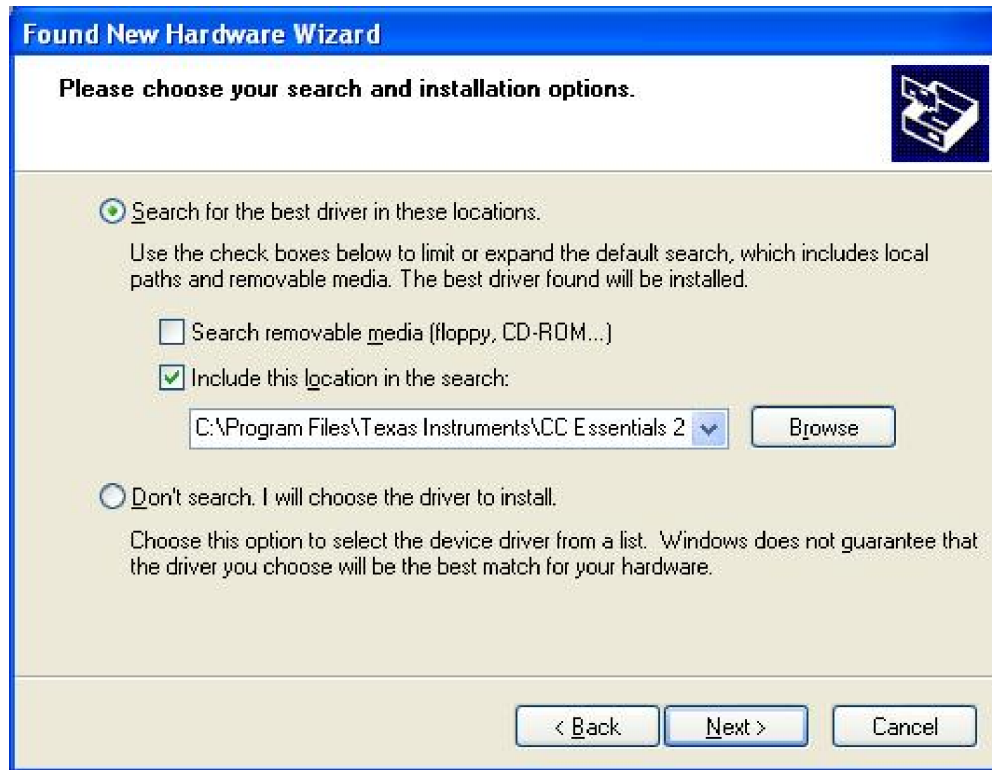 Found New Hardware Wizard
Please choose your search and installation options.
Search for the best driver in these locations.
Use the check boxes below to limit or expand the default search, which includes local
paths and removable media. The best driver found will be installed.
Search removable media (floppy, CD-ROM...)
Include this location in the search:
C:\Program Files\Texas Instruments\CC Essentials 2
Browse
Don't search. I will choose the driver to install.
Choose this option to select the device driver from a list. Windows does not guarantee that
the driver you choose will be the best match for your hardware.
< Back Next > Cancel